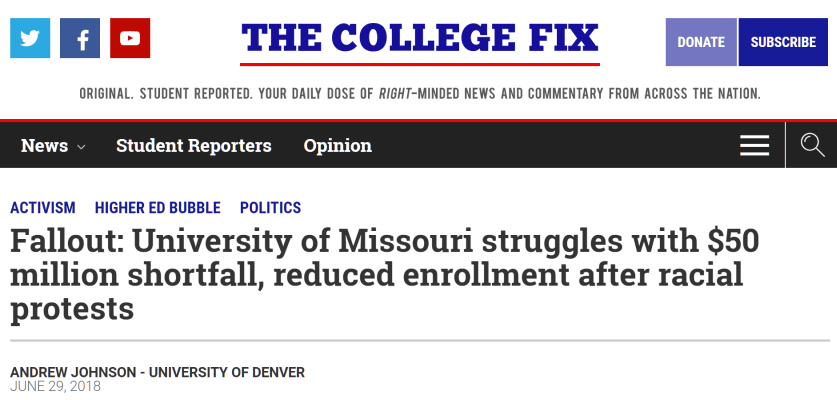 THE COLLEGE FIX
DONATE
SUBSCRIBE
ORIGINAL. STUDENT REPORTED. YOUR DAILY DOSE OF RIGHT-MINDED NEWS AND COMMENTARY FROM ACROSS THE NATION.
News Student Reporters Opinion
ACTIVISM HIGHER ED BUBBLE POLITICS
Fallout: University of Missouri struggles with $50
million shortfall, reduced enrollment after racial
protests
ANDREW JOHNSON - UNIVERSITY OF DENVER
JUNE 29, 2018